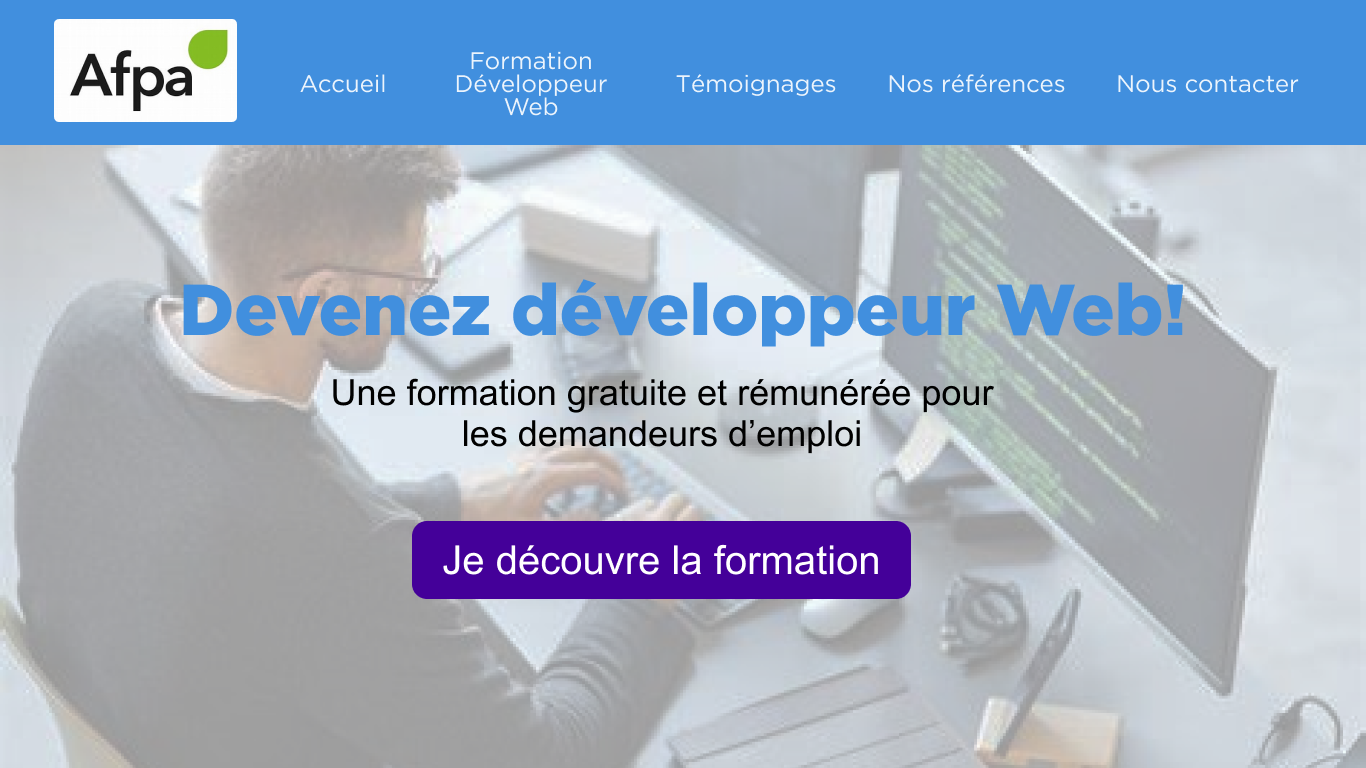 Afpa
Accueil
Formation
Développeur
Web
Témoignages
Nos références
Nous contacter
Devenez développeur Web!
Une formation gratuite et rémunérée pour
les demandeurs d’emploi
Je découvre la formation